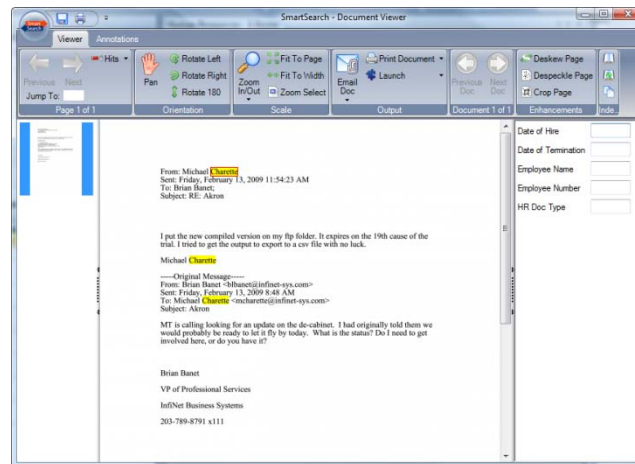 SmartSearch - Document Viewer
Smart Search
Viewer Annotations
Previous Next
Jump To:
Hits
Page 1 of 1
Pan
Rotate Left
Rotate Right
Rotate 180
Orientation
Zoom In/Out
Fit To Page
Fit To Width
Zoom Select
Scale
Email Doc
Print Document
Launch
Output
Previous Doc
Next Doc
Document 1 of 1
Deskew Page
Despeckle Page
Crop Page
Enhancements
Inde...
From: Michael Charette
Sent: Friday, February 13, 2009 11:54:23 AM
To: Brian Banet;
Subject: RE: Akron
I put the new compiled version on my ftp folder. It expires on the 19th cause of the
trial. I tried to get the output to export to a csv file with no luck.
Michael Charette
-----Original Message-----
From: Brian Banet <blbanet@infinet-sys.com>
Sent: Friday, February 13, 2009 8:48 AM
To: Michael Charette <mcharette@infinet-sys.com>
Subject: Akron
MT is calling looking for an update on the de-cabinet. I had originally told them we
would probably be ready to let it fly by today. What is the status? Do I need to get
involved here, or do you have it?
Brian Banet
VP of Professional Services
InfiNet Business Systems
203-789-8791 x111
Date of Hire
Date of Termination
Employee Name
Employee Number
HR Doc Type